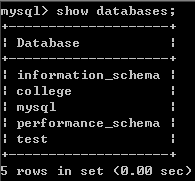 mysql> show databases;
+--------------------+
| Database           |
+--------------------+
| information_schema |
| college            |
| mysql              |
| performance_schema |
| test               |
+--------------------+
5 rows in set (0.00 sec)